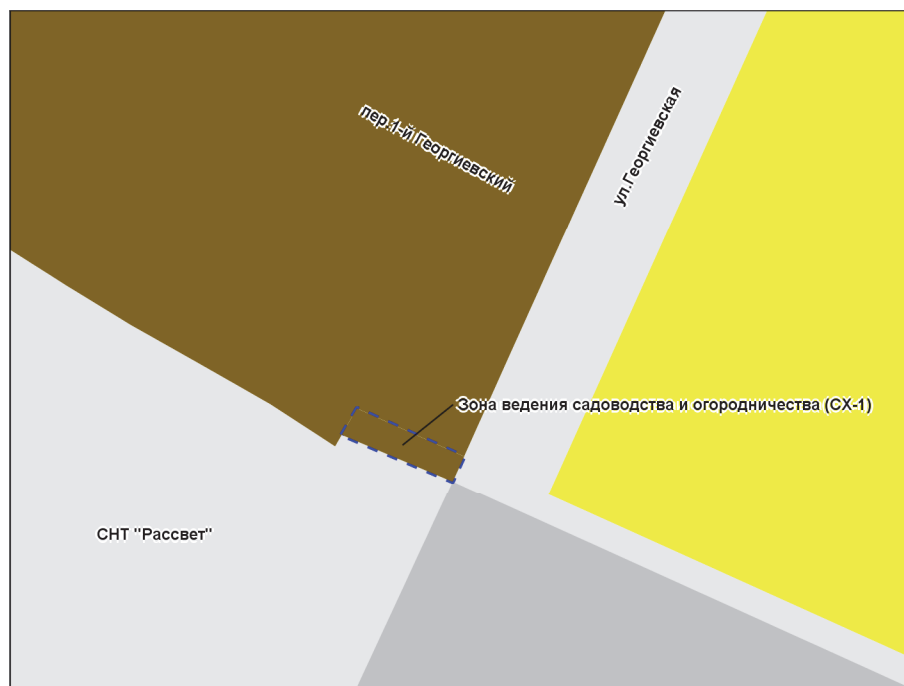 пер.1-й Георгиевский
ул.Георгиевская
Зона ведения садоводства и огородничества (СХ-1)
СНТ "Рассвет"